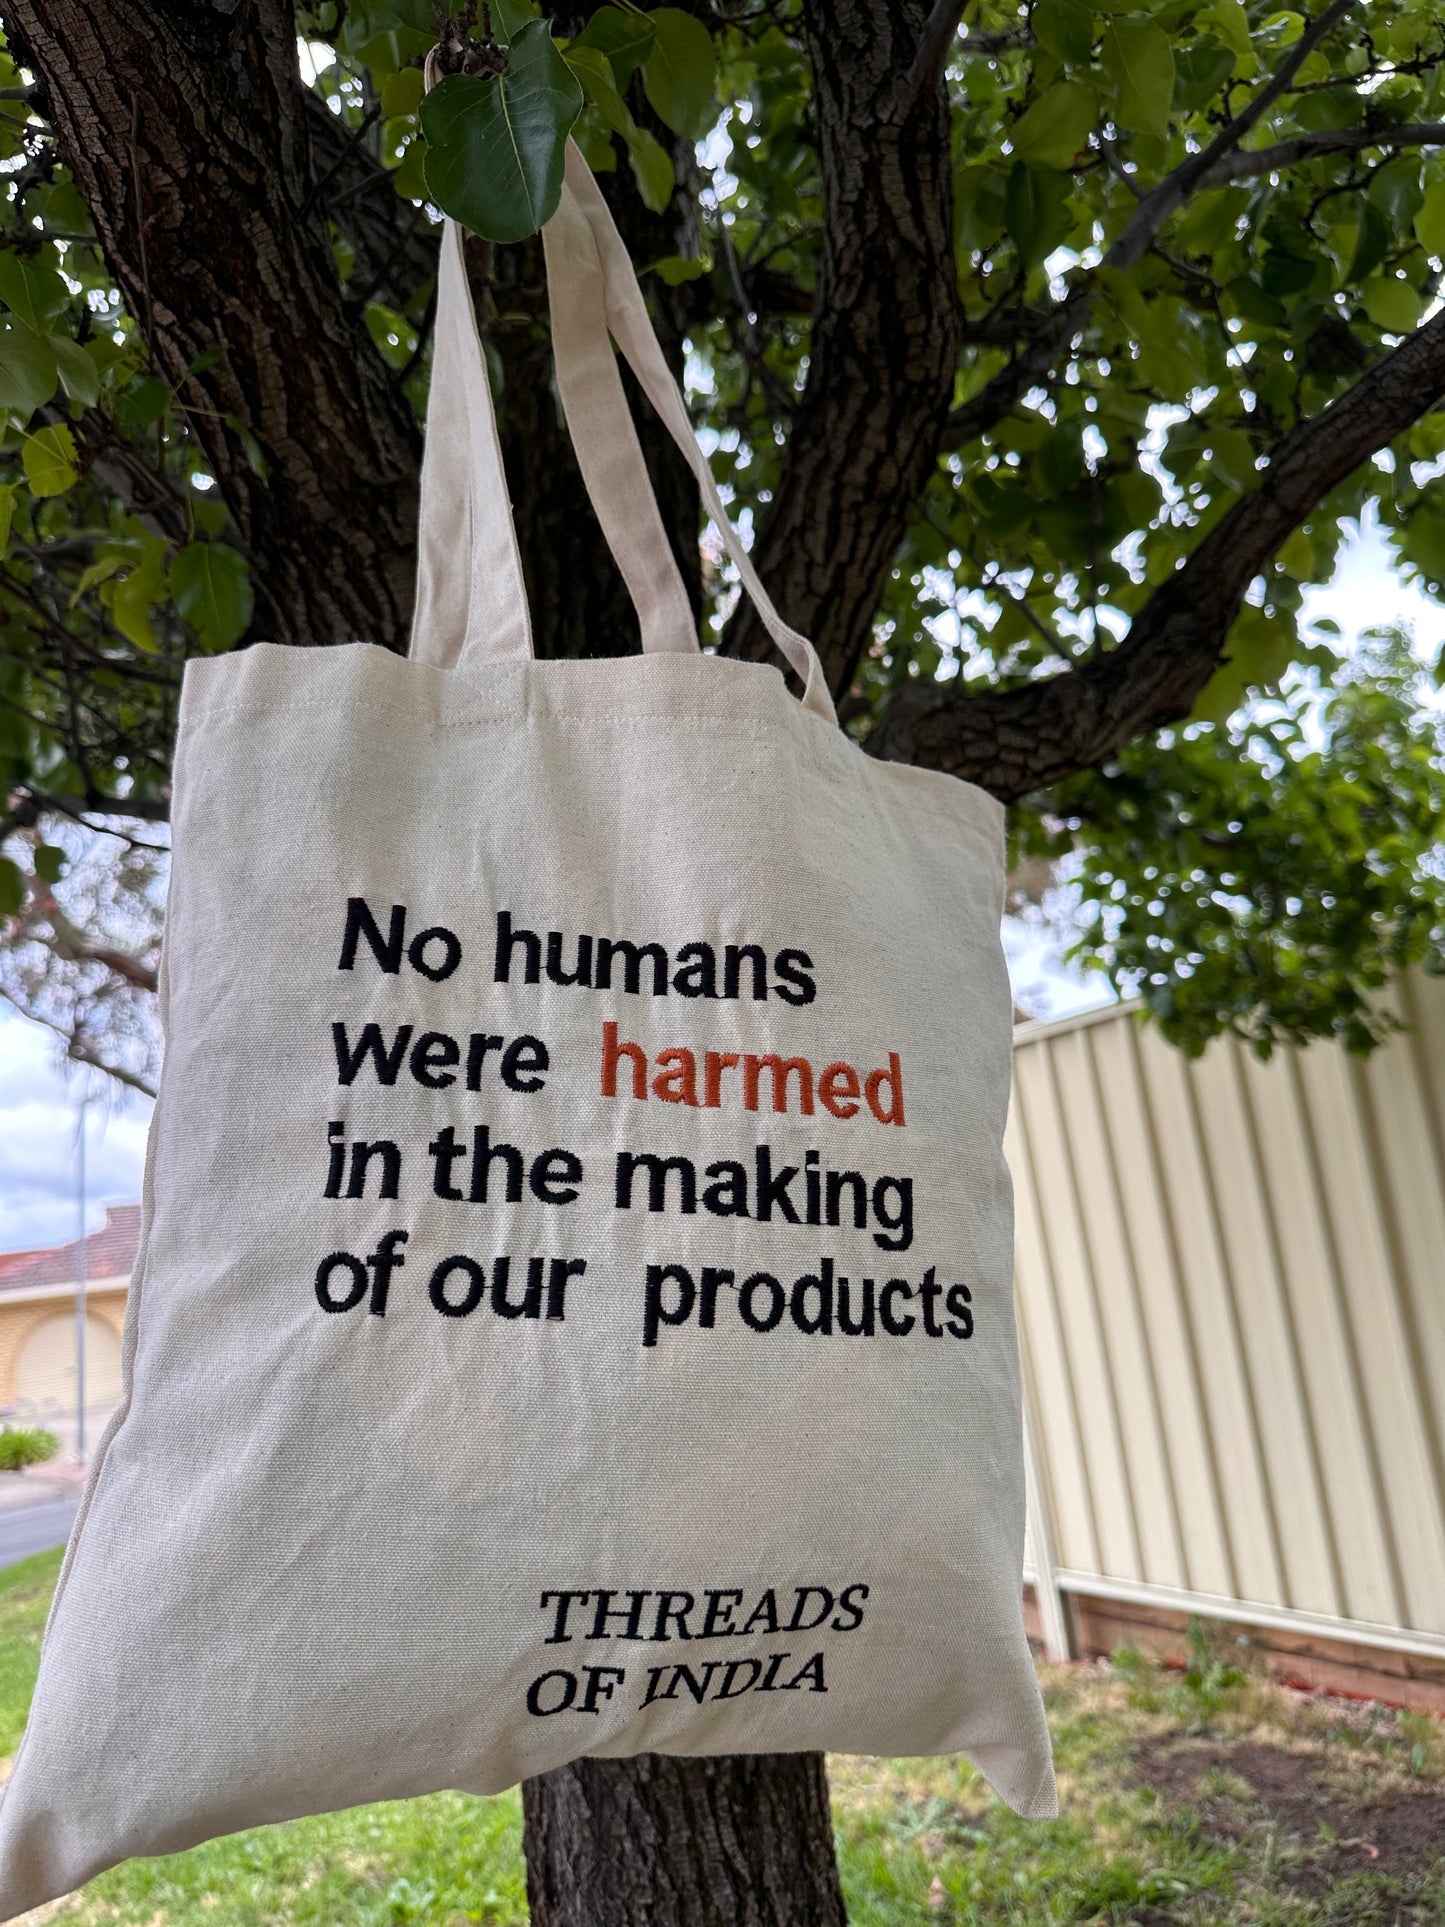 No humans
were harmed
in the making
of our products
THREADS
OF INDIA